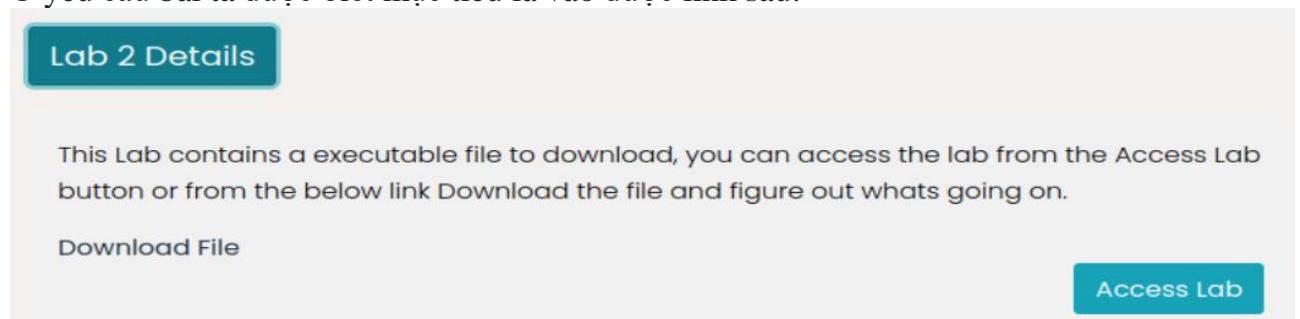 Lab 2 Details
This Lab contains a executable file to download, you can access the lab from the Access Lab
button or from the below link Download the file and figure out whats going on.
Download File
Access Lab